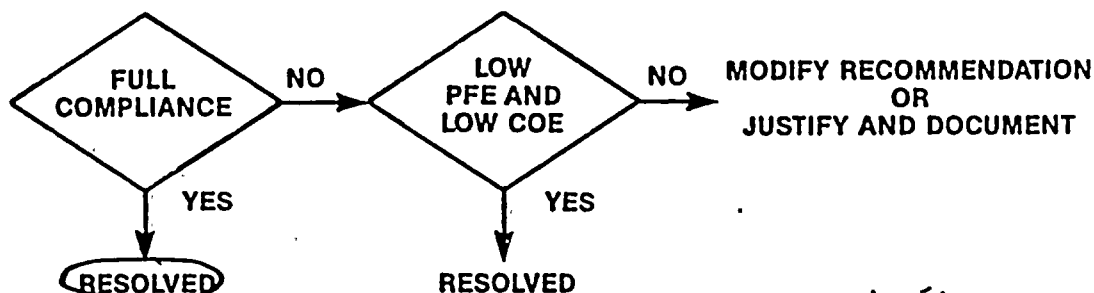 FULL
COMPLIANCE
NO
LOW
PFE AND
LOW COE
NO
MODIFY RECOMMENDATION
OR
JUSTIFY AND DOCUMENT
YES
YES
RESOLVED
RESOLVED